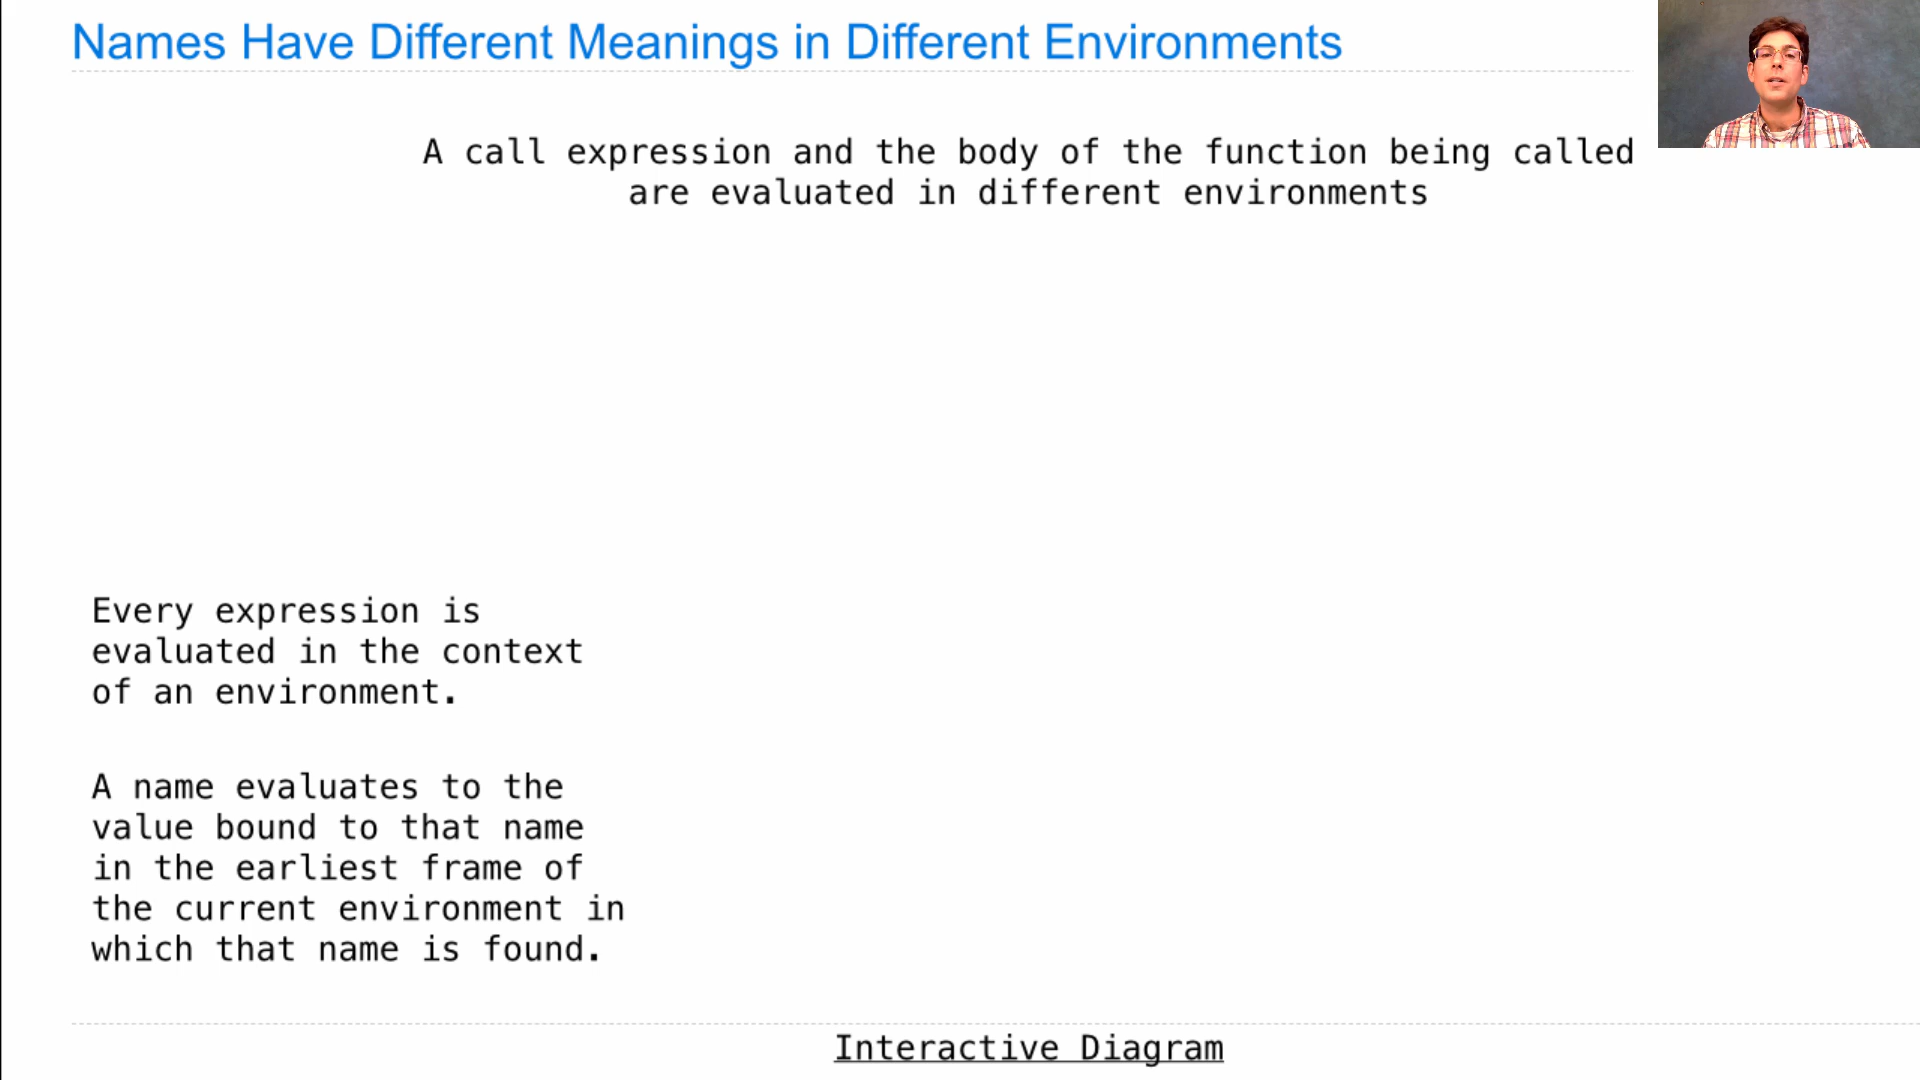 Names Have Different Meanings in Different Environments
A call expression and the body of the function being called
are evaluated in different environments
Every expression is
evaluated in the context
of an environment.
A name evaluates to the
value bound to that name
in the earliest frame of
the current environment in
which that name is found.
Interactive Diagram